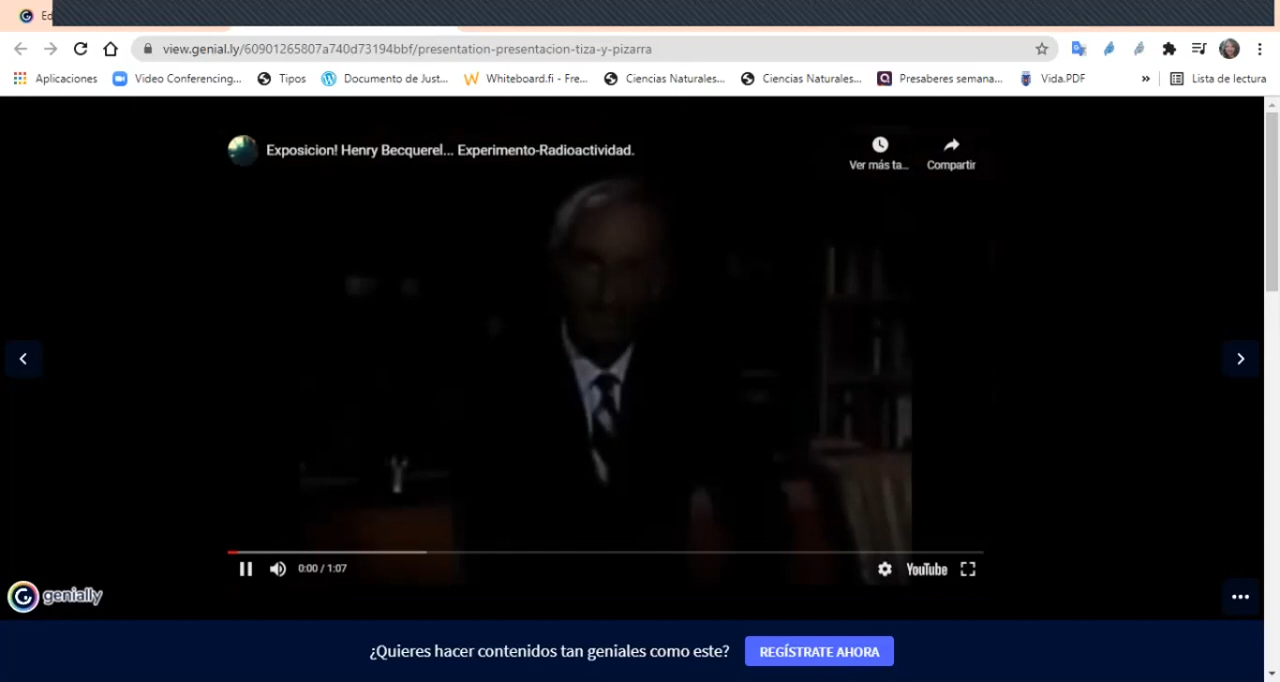 Ed
view.genial.ly/60901265807a740d73194bbf/presentation-presentacion-tiza-y-pizarra
Aplicaciones Video Conferencing... Tipos Documento de Just... Whiteboard.fi - Fre... Ciencias Naturales... Ciencias Naturales... Presaberes semana... Vida.PDF » Lista de lectura
Exposicion! Henry Becquerel... Experimento-Radioactividad.
Ver más ta... Compartir
0:00 / 1:07 YouTube
genially
¿Quieres hacer contenidos tan geniales como este? REGÍSTRATE AHORA